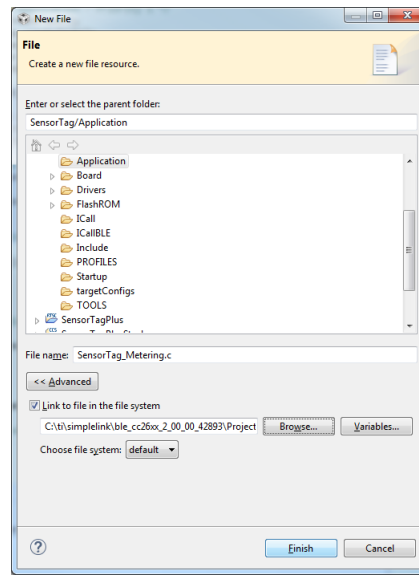 New File
File
Create a new file resource.
Enter or select the parent folder:
SensorTag/Application
Application
Board
Drivers
FlashROM
ICall
ICallBLE
Include
PROFILES
Startup
targetConfigs
TOOLS
SensorTagPlus
File name: SensorTag_Metering.c
<< Advanced
Link to file in the file system
C:\ti\simplelink\ble_cc26xx_2_00_00_42893\Project Browse... Variables...
Choose file system: default
Finish Cancel